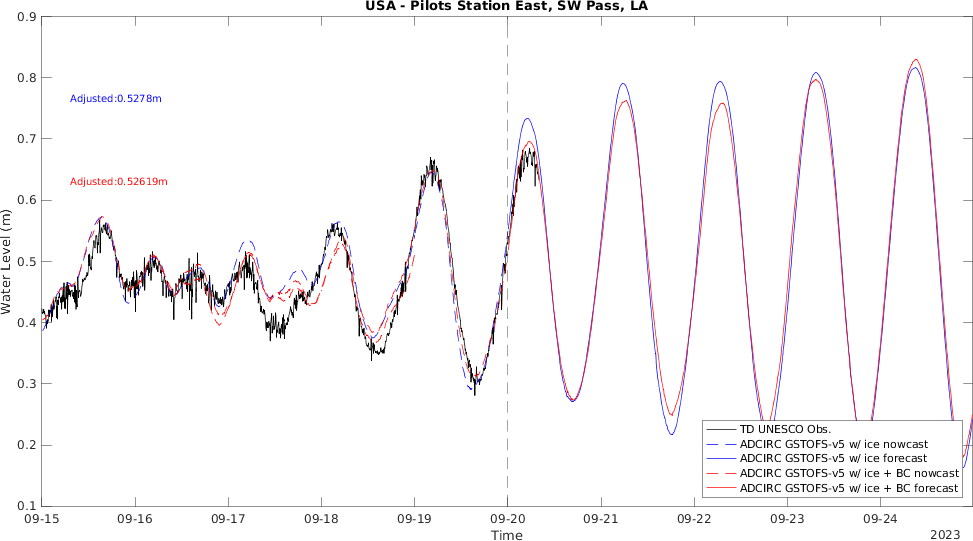 USA - Pilots Station East, SW Pass, LA
0.9
0.8
0.7
0.6
0.5
0.4
0.3
0.2
0.1
Water Level (m)
Adjusted:0.5278m
Adjusted:0.52619m
TD UNESCO Obs.
ADCIRC GSTOFS-v5 w/ ice nowcast
ADCIRC GSTOFS-v5 w/ ice forecast
ADCIRC GSTOFS-v5 w/ ice + BC nowcast
ADCIRC GSTOFS-v5 w/ ice + BC forecast
09-15 09-16 09-17 09-18 09-19 09-20 09-21 09-22 09-23 09-24
Time
2023